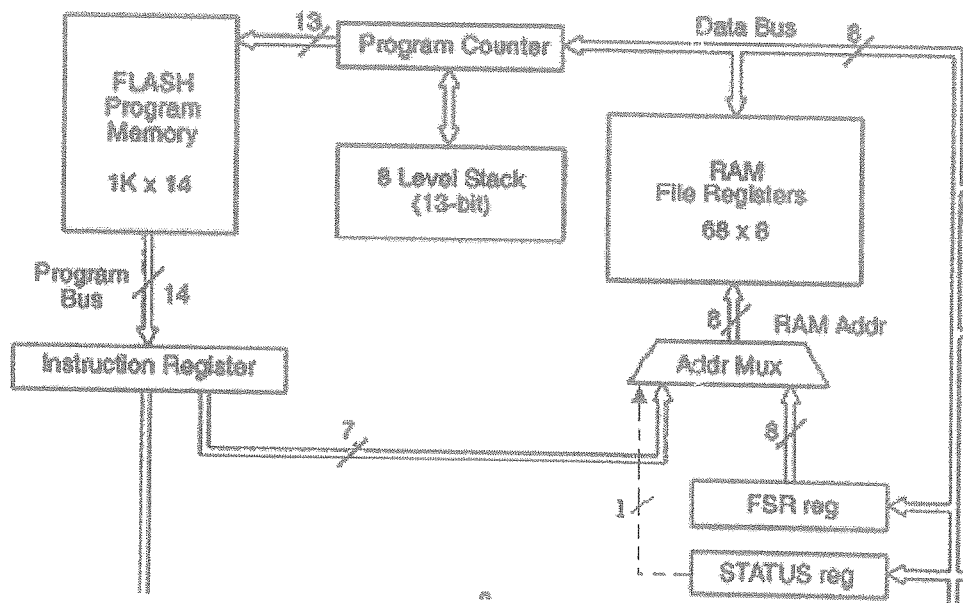 13
Program Counter
Data Bus
8
FLASH
Program
Memory
1K x 14
8 Level Stack
(13-bit)
RAM
File Registers
68 x 8
Program
Bus
14
8
RAM Addr
Instruction Register
Addr Mux
7
8
1
FSR reg
STATUS reg